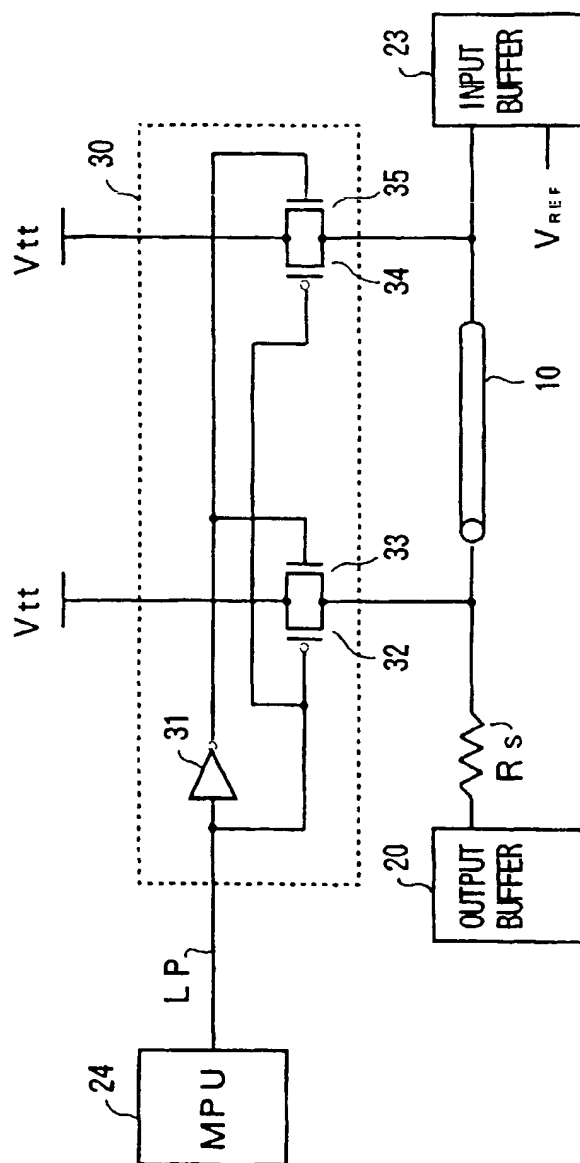 Vtt
Vtt
30
24
MPU
LP
31
32
33
34
35
20
OUTPUT
BUFFER
Rs
10
23
INPUT
BUFFER
VREF